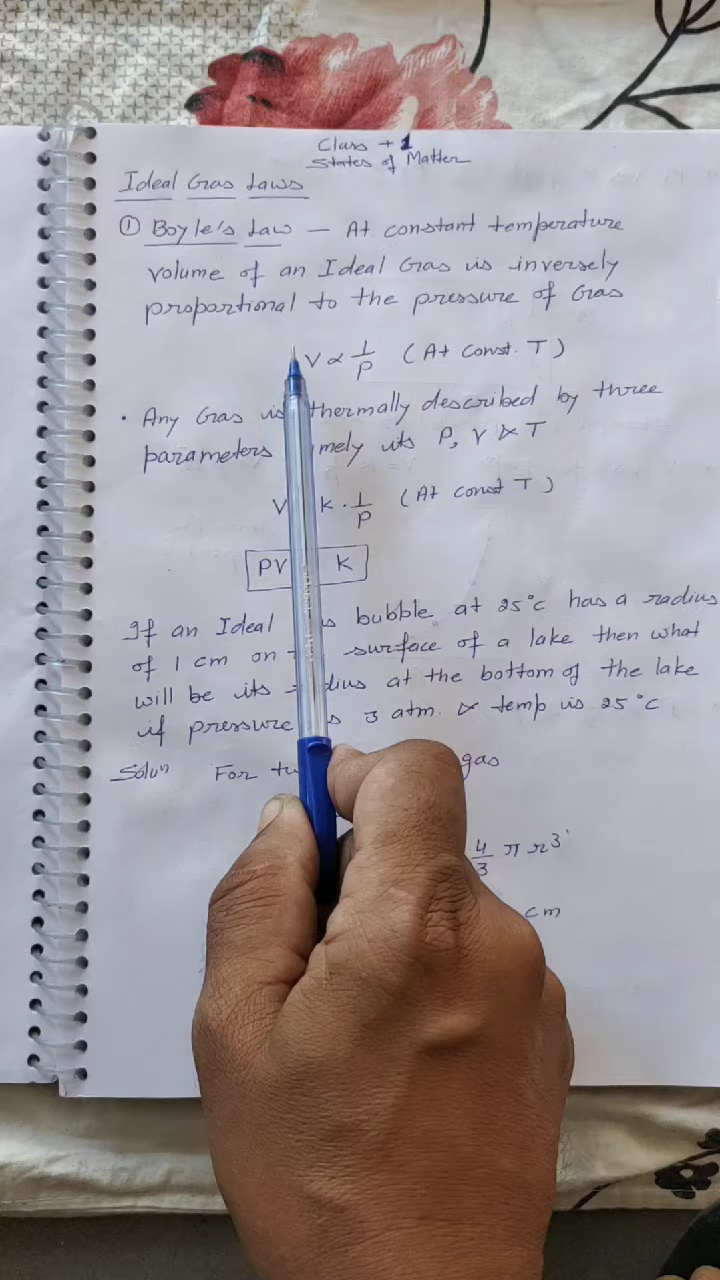 Class + 1
States of Matter
Ideal Gas Laws
① Boyle's Law — At constant temperature
volume of an Ideal Gas is inversely
proportional to the pressure of Gas
V ∝ 1/P (At Const. T)
• Any Gas is thermally described by three
parameters its P, V & T
V K · 1/P (At Const T)
PV K
If an Ideal bubble at 25°C has a radius
of 1 cm on surface of a lake then what
will be its at the bottom of the lake
if pressure 3 atm. & temp is 25°C
Solun For gas
4/3 π r³
cm